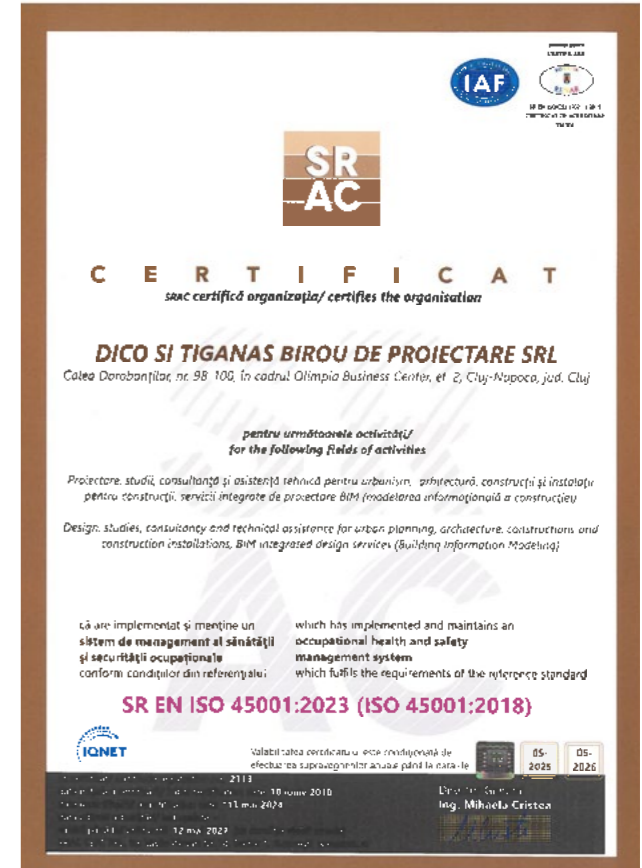 IAF
SR
AC
CERTIFICAT
SRAC certifică organizația/ certifies the organisation
DICO SI TIGANAS BIROU DE PROIECTARE SRL
Calea Dorobanților, nr. 98-100, în cadrul Olimpia Business Center, et. 2, Cluj-Napoca, jud. Cluj
pentru următoarele activități/
for the following fields of activities
Proiectare, studii, consultanță și asistență tehnică pentru urbanism, arhitectură, construcții și instalații
pentru construcții, servicii integrate de proiectare BIM (modelarea informațională a construcției)
Design, studies, consultancy and technical assistance for urban planning, architecture, constructions and
construction installations, BIM integrated design services (Building Information Modeling)
că are implementat și menține un
sistem de management al sănătății
și securității ocupaționale
conform condițiilor din referențialul
which has implemented and maintains an
occupational health and safety
management system
which fulfils the requirements of the reference standard
SR EN ISO 45001:2023 (ISO 45001:2018)
IQNET
Valabilitatea certificatului este condiționată de
efectuarea supravegherilor anuale până la datele
05-
2025
05-
2026
2113
2010
2024
12 mai 2027
Ing. Mihaela Cristea